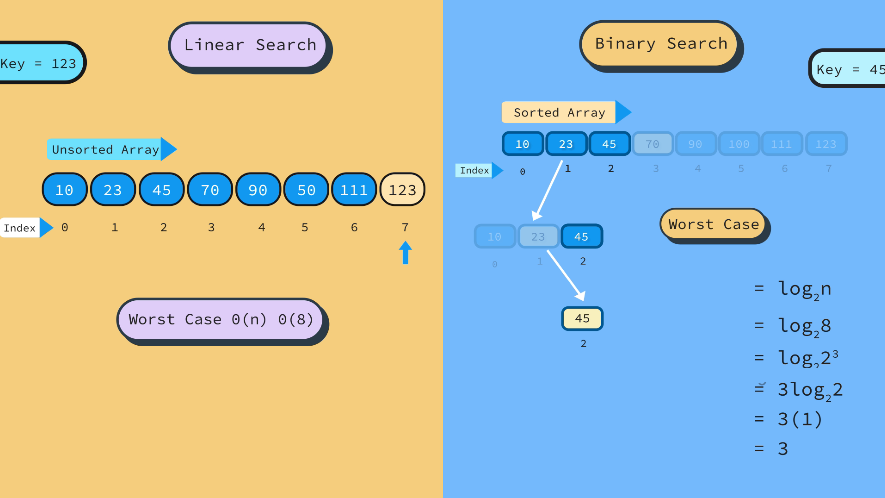 Linear Search
Key = 123
Unsorted Array
10 23 45 70 90 50 111 123
Index 0 1 2 3 4 5 6 7
Worst Case 0(n) 0(8)
Binary Search
Key = 45
Sorted Array
10 23 45 70 90 100 111 123
Index 0 1 2 3 4 5 6 7
10 23 45
0 1 2
45
2
Worst Case
= log₂n
= log₂8
= log₂2³
= 3log₂2
= 3(1)
= 3